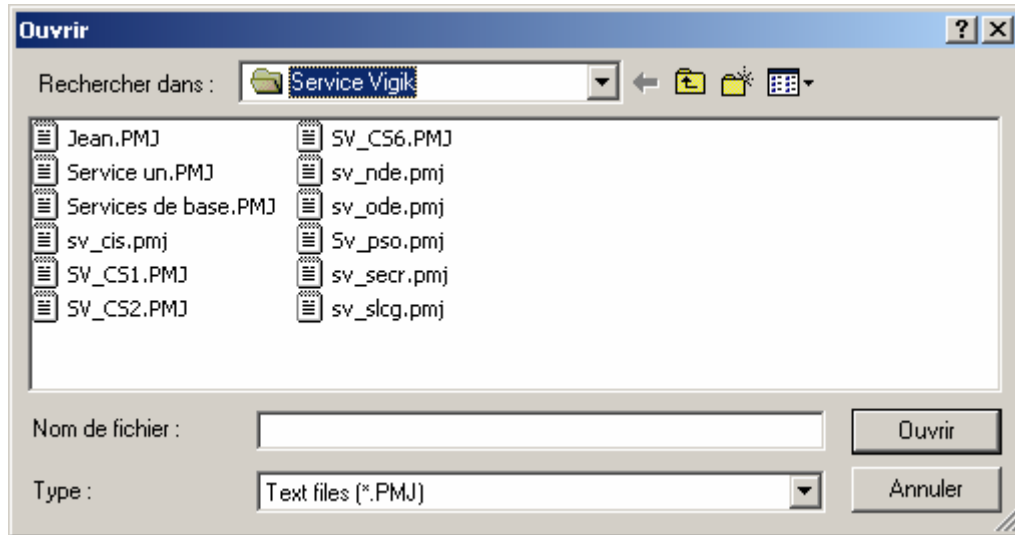 Ouvrir
Rechercher dans :
Service Vigik
Jean.PMJ
Service un.PMJ
Services de base.PMJ
sv_cis.pmj
SV_CS1.PMJ
SV_CS2.PMJ
SV_CS6.PMJ
sv_nde.pmj
sv_ode.pmj
Sv_pso.pmj
sv_secr.pmj
sv_slcg.pmj
Nom de fichier :
Ouvrir
Type :
Text files (*.PMJ)
Annuler